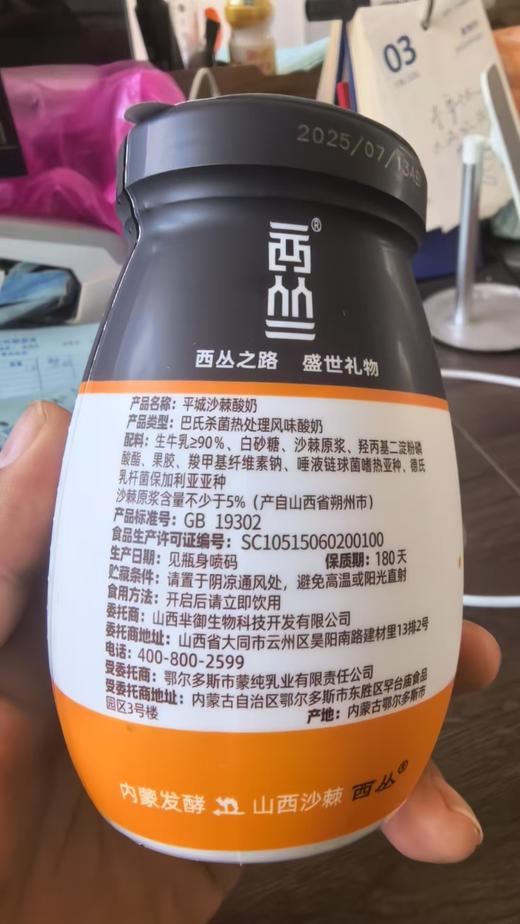 03
2025/07/13AB
西丛®
西丛之路 盛世礼物
产品名称：平城沙棘酸奶
产品类型：巴氏杀菌热处理风味酸奶
配料：生牛乳≥90%、白砂糖、沙棘原浆、羟丙基二淀粉磷
酸酯、果胶、羧甲基纤维素钠、唾液链球菌嗜热亚种、德氏
乳杆菌保加利亚亚种
沙棘原浆含量不少于5%（产自山西省朔州市）
产品标准号：GB 19302
食品生产许可证编号：SC10515060200100
生产日期：见瓶身喷码 保质期：180天
贮藏条件：请置于阴凉通风处，避免高温或阳光直射
食用方法：开启后请立即饮用
委托商：山西芈御生物科技开发有限公司
委托商地址：山西省大同市云州区昊阳南路建材里13排2号
电话：400-800-2599
受委托商：鄂尔多斯市蒙纯乳业有限责任公司
受委托商地址：内蒙古自治区鄂尔多斯市东胜区罕台庙食品
园区3号楼 产地：内蒙古鄂尔多斯市
内蒙发酵 山西沙棘 西丛®